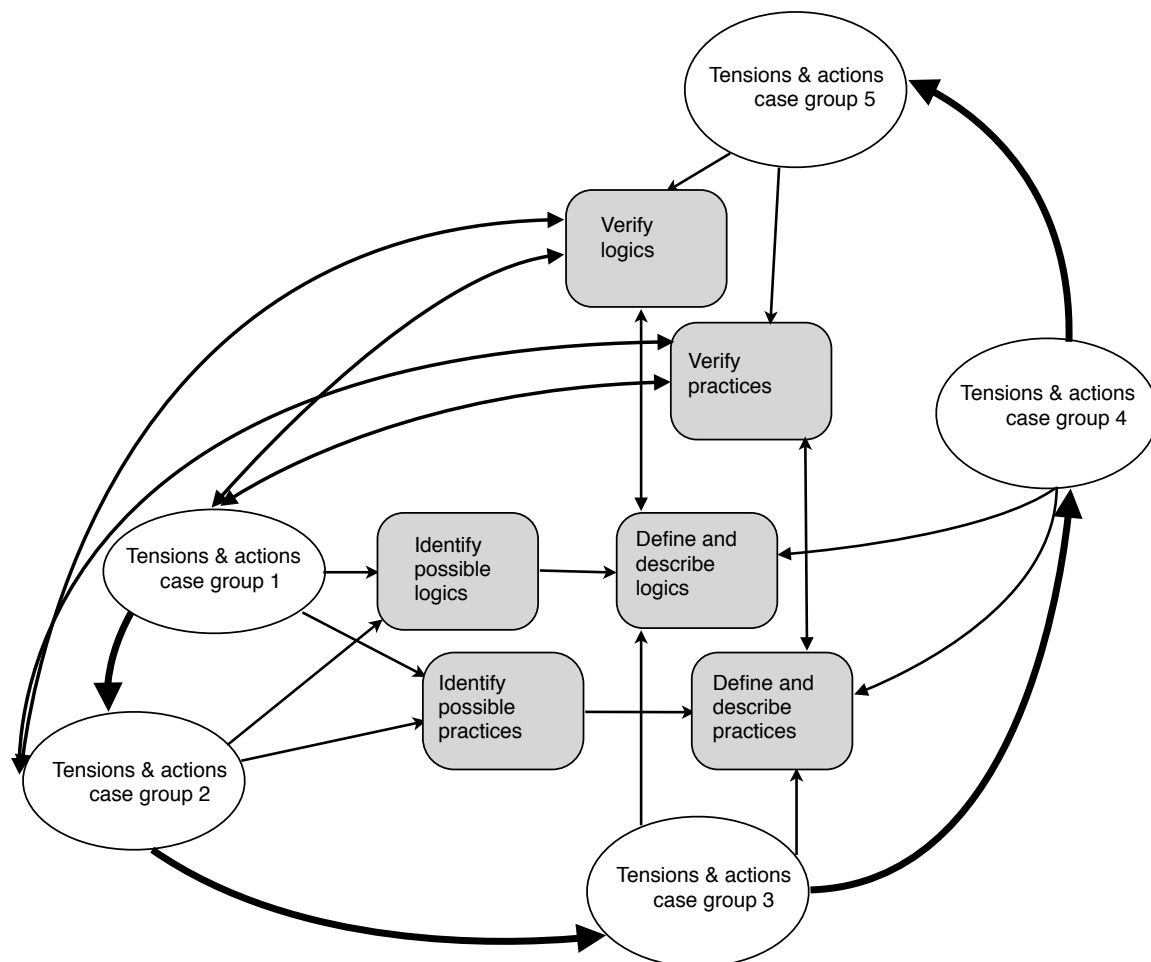 Tensions & actions
case group 5
Verify
logics
Verify
practices
Tensions & actions
case group 4
Tensions & actions
case group 1
Identify
possible
logics
Define and
describe
logics
Identify
possible
practices
Define and
describe
practices
Tensions & actions
case group 2
Tensions & actions
case group 3